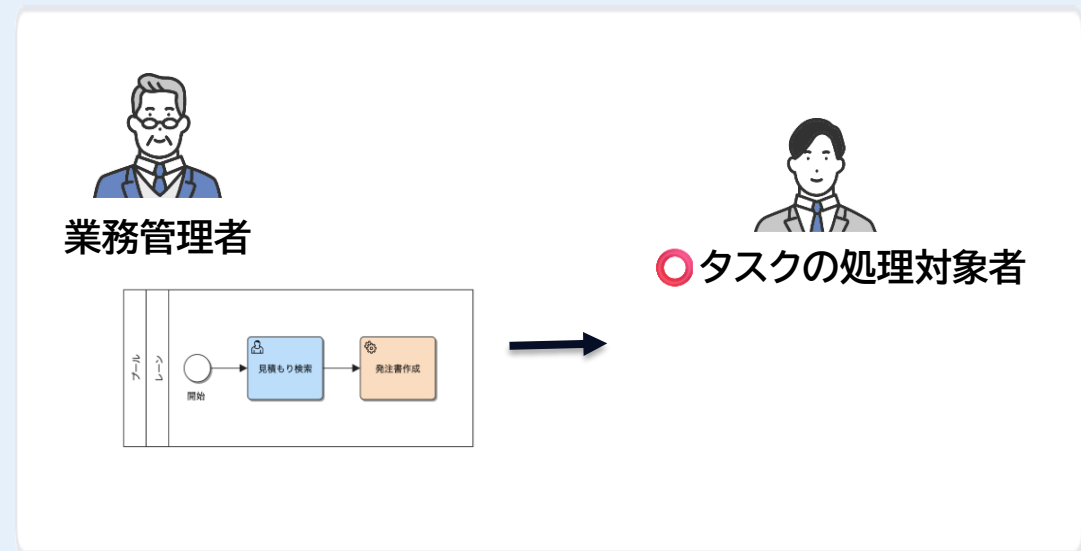 業務管理者
⭕タスクの処理対象者
プール
レーン
開始
見積もり検索
発注書作成